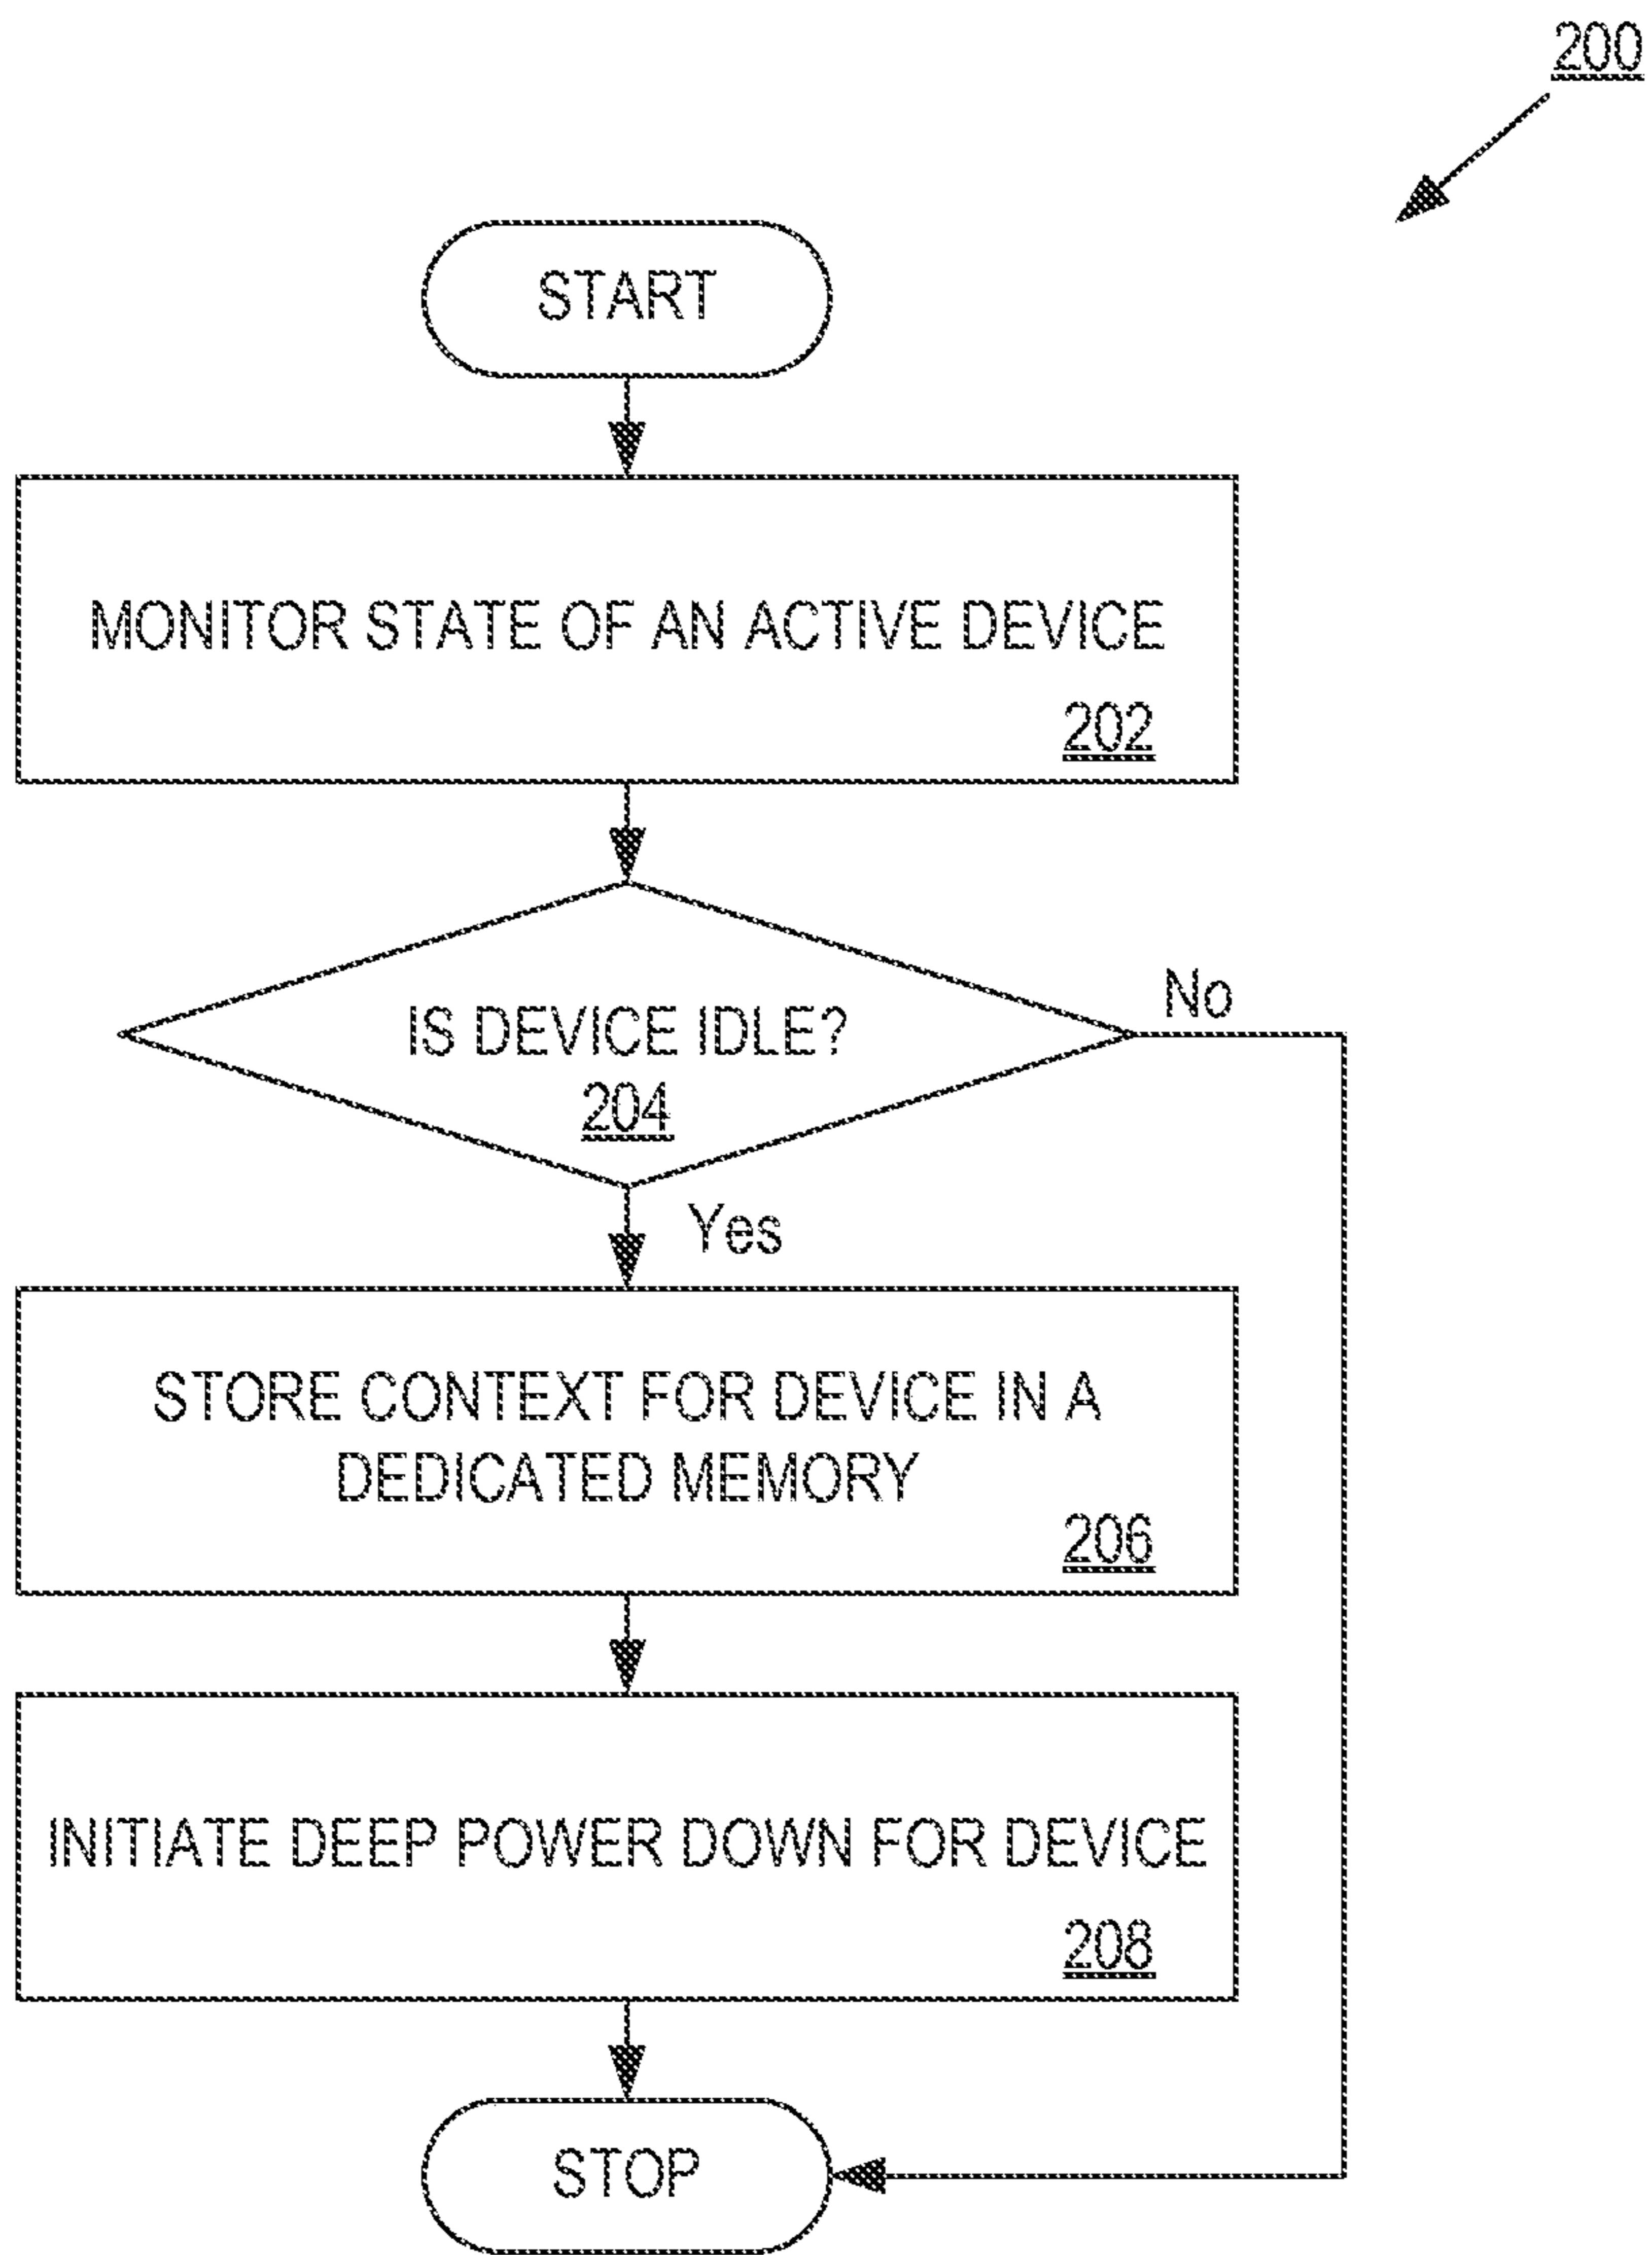 200
START
MONITOR STATE OF AN ACTIVE DEVICE
202
IS DEVICE IDLE?
No
204
Yes
STORE CONTEXT FOR DEVICE IN A
DEDICATED MEMORY
206
INITIATE DEEP POWER DOWN FOR DEVICE
208
STOP